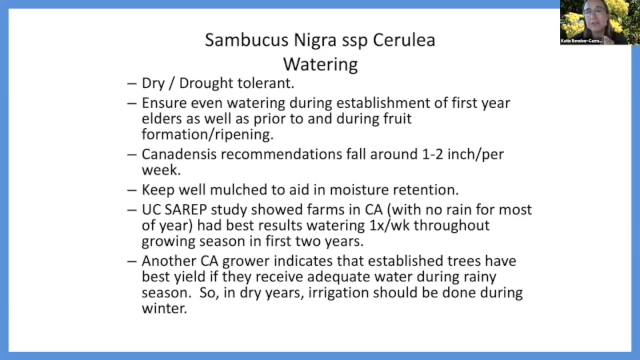 Sambucus Nigra ssp Cerulea
Watering
– Dry / Drought tolerant.
– Ensure even watering during establishment of first year
elders as well as prior to and during fruit
formation/ripening.
– Canadensis recommendations fall around 1-2 inch/per
week.
– Keep well mulched to aid in moisture retention.
– UC SAREP study showed farms in CA (with no rain for most
of year) had best results watering 1x/wk throughout
growing season in first two years.
– Another CA grower indicates that established trees have
best yield if they receive adequate water during rainy
season.  So, in dry years, irrigation should be done during
winter.